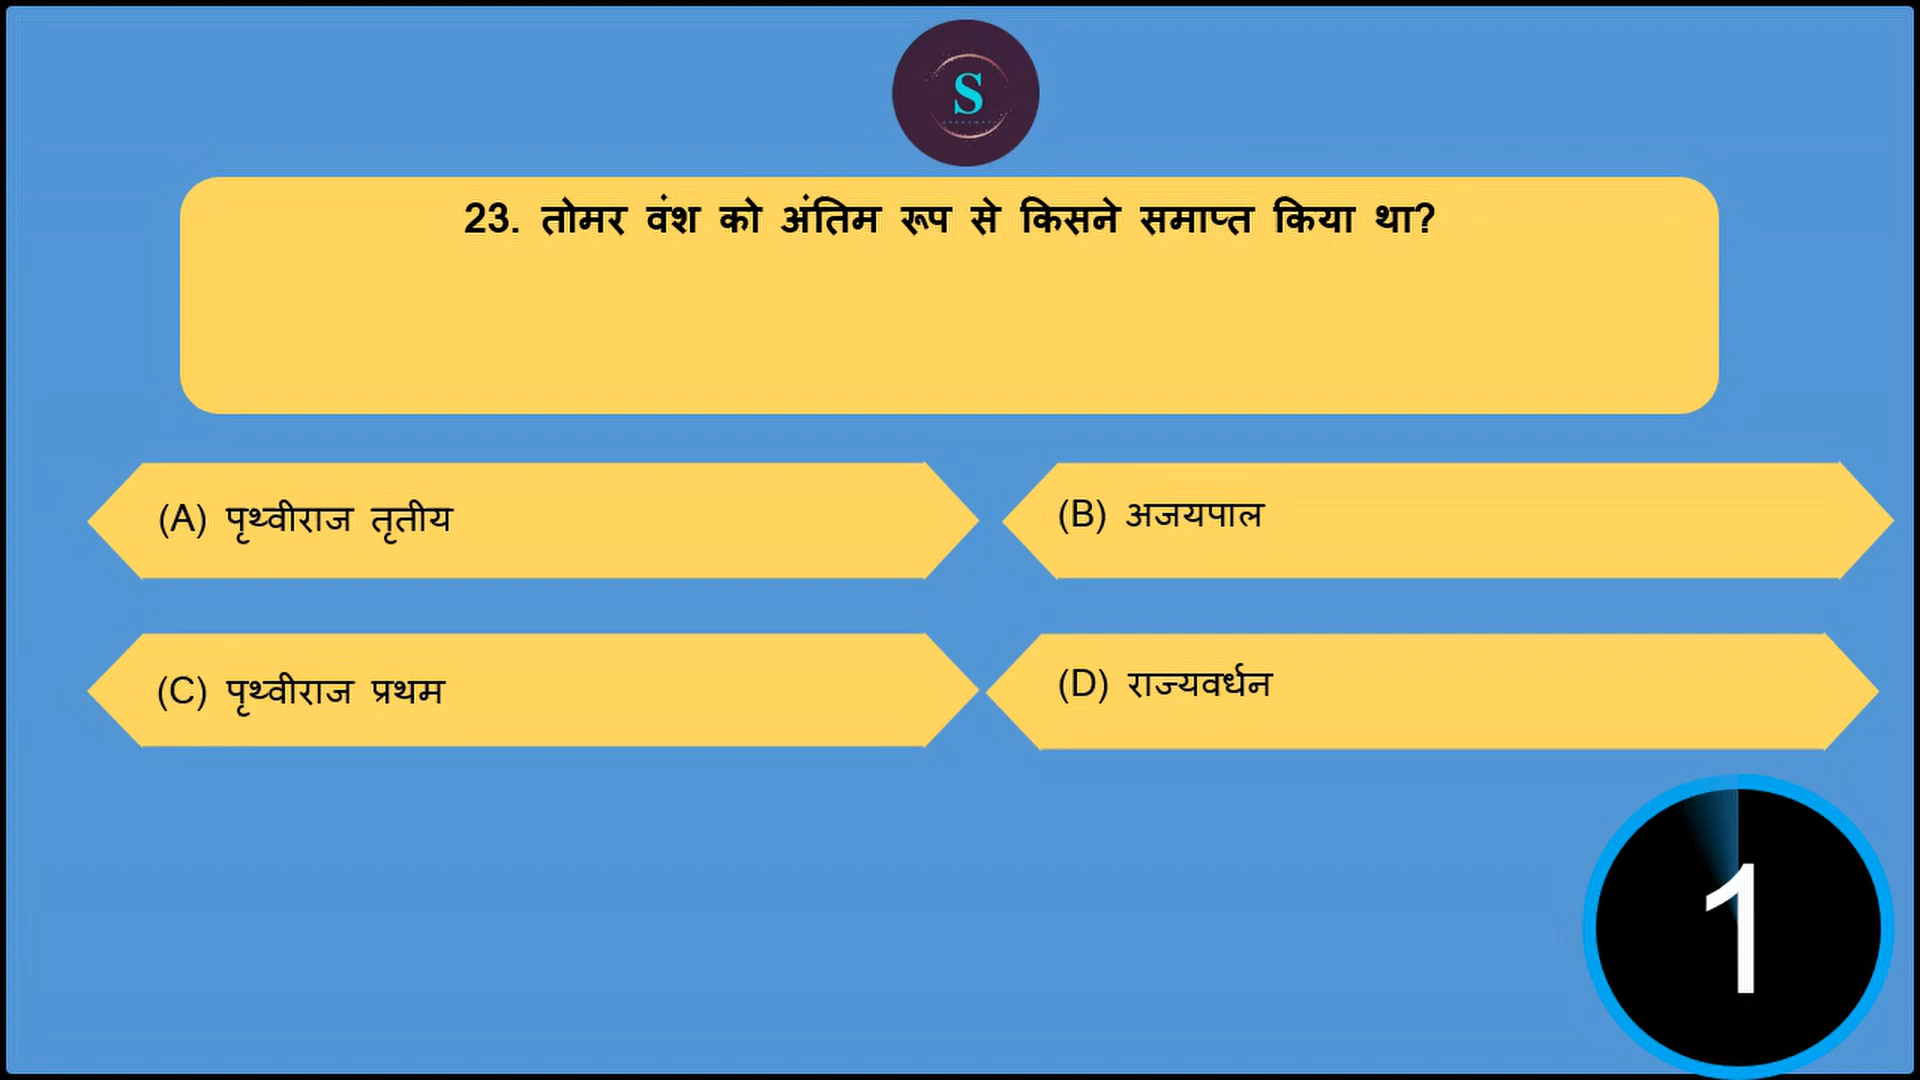 S
23. तोमर वंश को अंतिम रूप से किसने समाप्त किया था?
(A) पृथ्वीराज तृतीय
(B) अजयपाल
(C) पृथ्वीराज प्रथम
(D) राज्यवर्धन
1